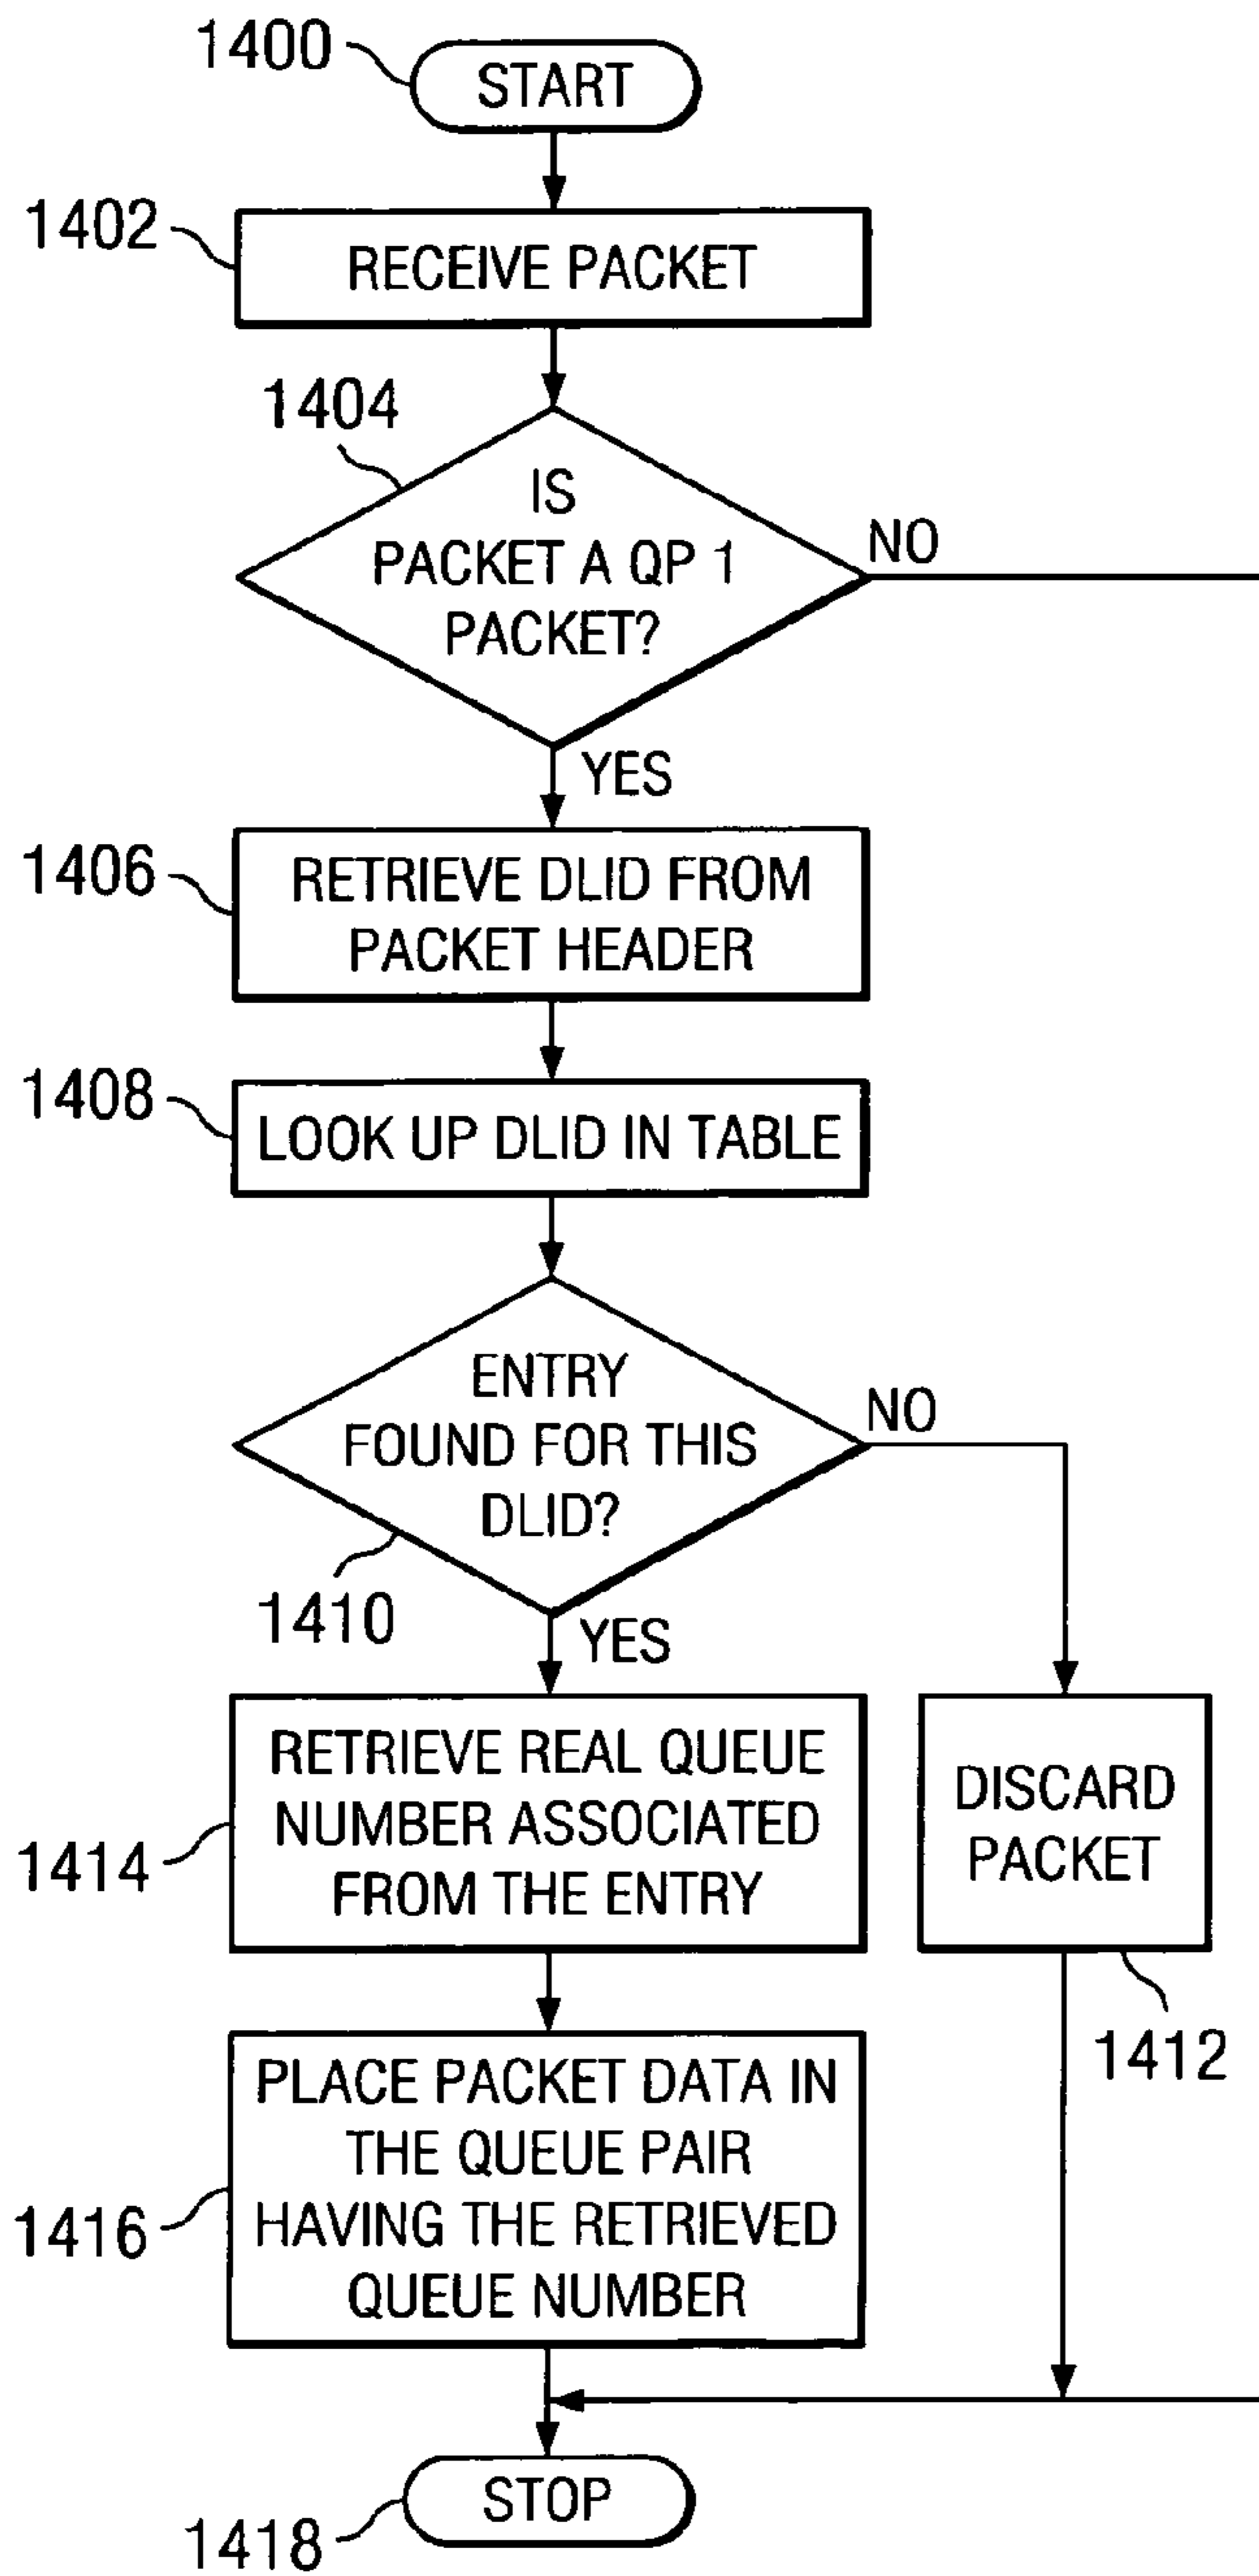 1400
START
1402
RECEIVE PACKET
1404
IS
PACKET A QP 1
PACKET?
NO
YES
1406
RETRIEVE DLID FROM
PACKET HEADER
1408
LOOK UP DLID IN TABLE
ENTRY
FOUND FOR THIS
DLID?
NO
1410
YES
RETRIEVE REAL QUEUE
NUMBER ASSOCIATED
FROM THE ENTRY
1414
DISCARD
PACKET
1412
PLACE PACKET DATA IN
THE QUEUE PAIR
HAVING THE RETRIEVED
QUEUE NUMBER
1416
STOP
1418